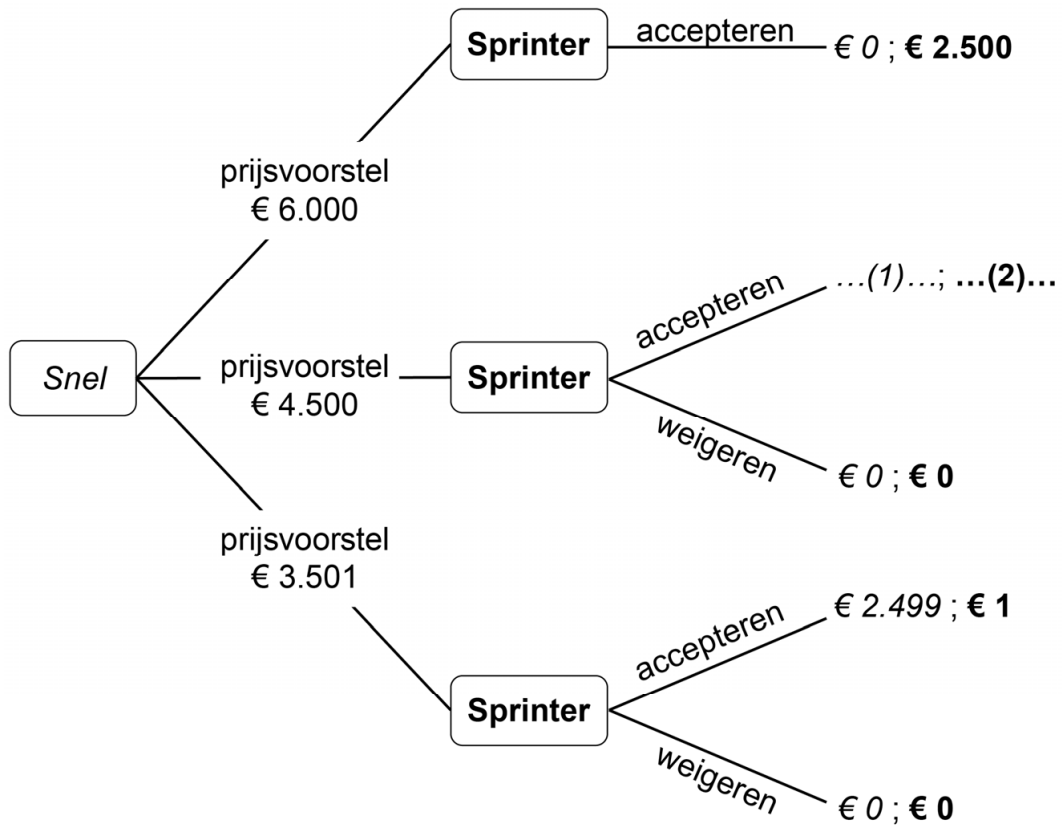 Sprinter
accepteren
€ 0 ; € 2.500
prijsvoorstel
€ 6.000
Snel
prijsvoorstel
€ 4.500
Sprinter
accepteren
...(1)...; ...(2)...
weigeren
€ 0 ; € 0
prijsvoorstel
€ 3.501
Sprinter
accepteren
€ 2.499 ; € 1
weigeren
€ 0 ; € 0